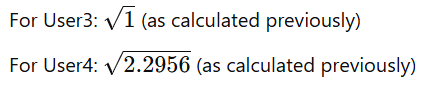 For User3: √1 (as calculated previously)
For User4: √2.2956 (as calculated previously)